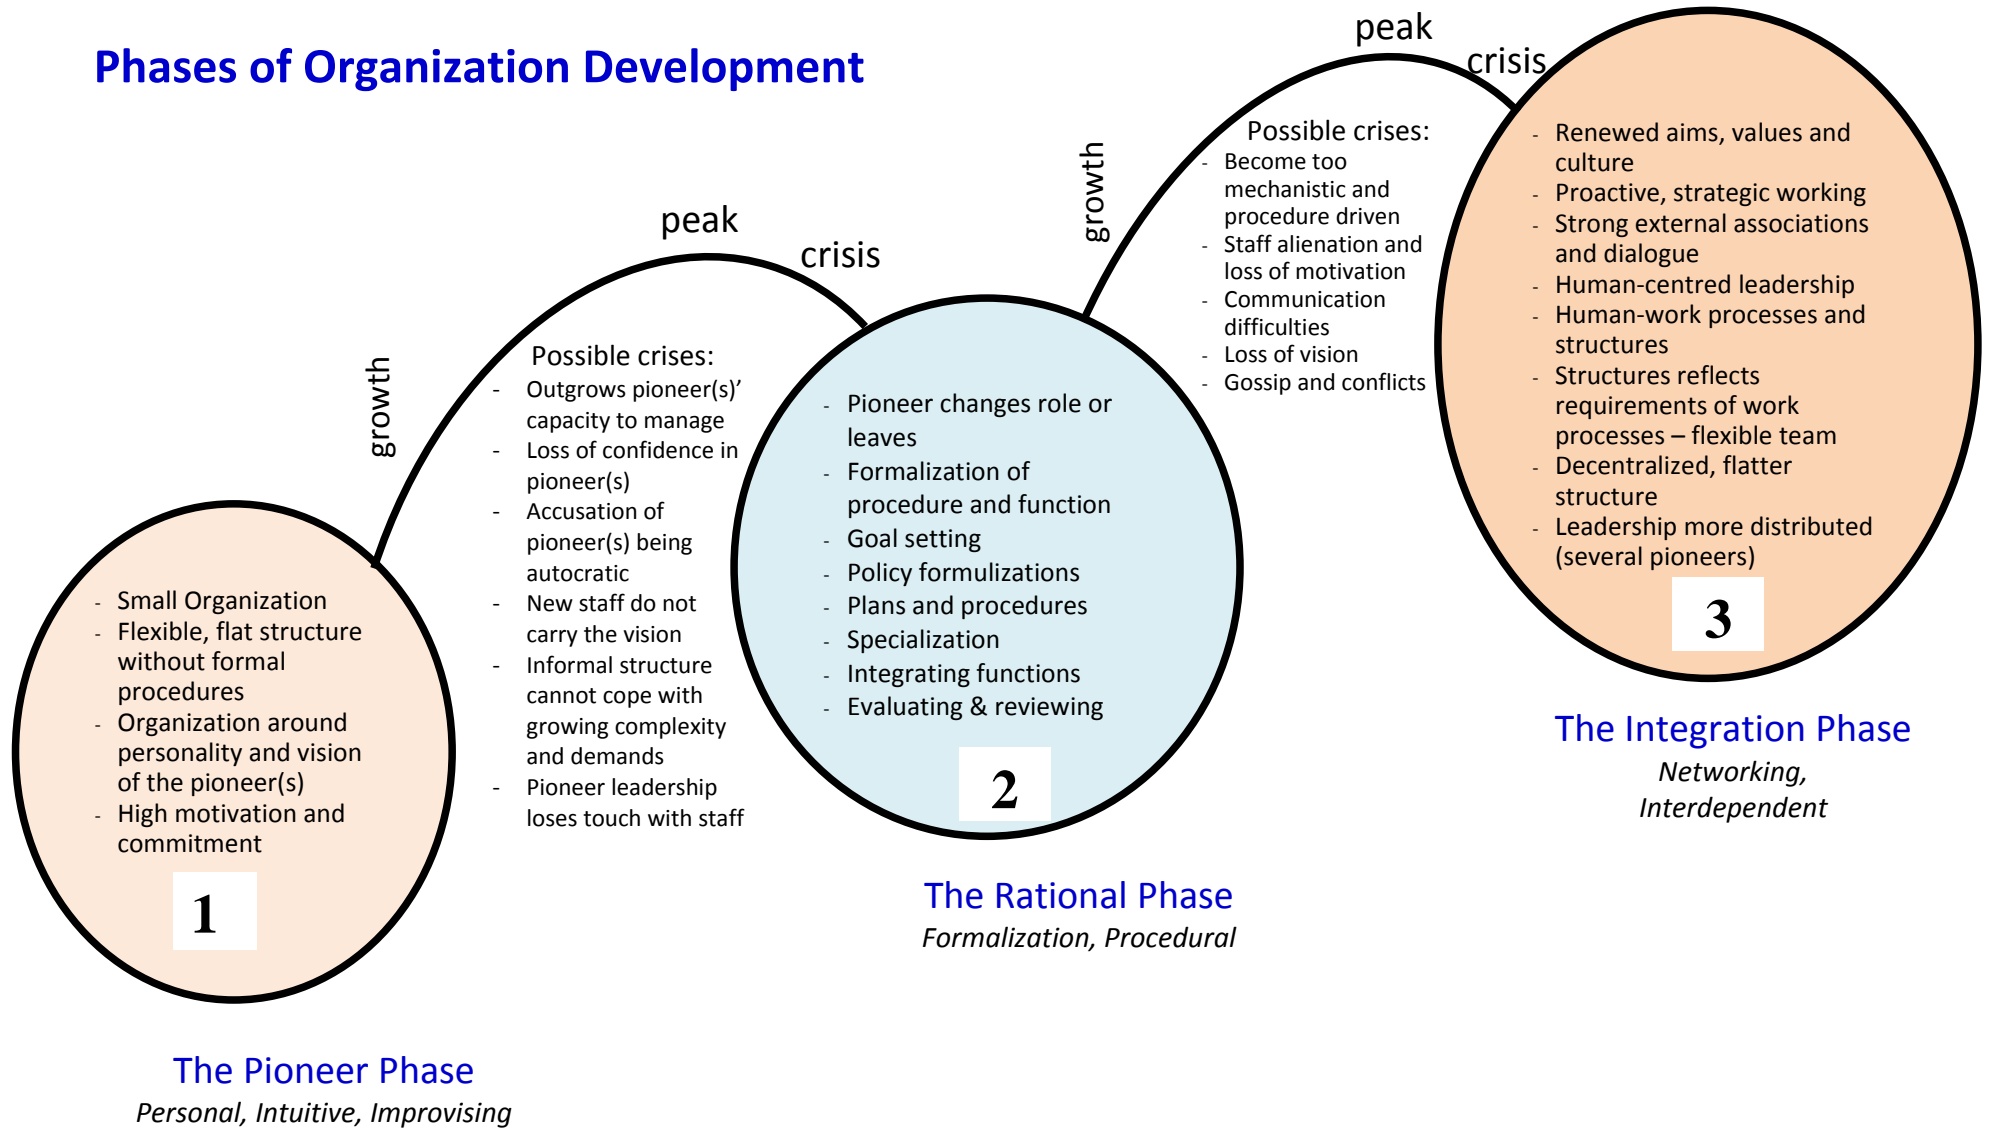 Phases of Organization Development
- Small Organization
- Flexible, flat structure
without formal
procedures
- Organization around
personality and vision
of the pioneer(s)
- High motivation and
commitment
1
The Pioneer Phase
Personal, Intuitive, Improvising
growth
peak
crisis
Possible crises:
- Outgrows pioneer(s)’
capacity to manage
- Loss of confidence in
pioneer(s)
- Accusation of
pioneer(s) being
autocratic
- New staff do not
carry the vision
- Informal structure
cannot cope with
growing complexity
and demands
- Pioneer leadership
loses touch with staff
- Pioneer changes role or
leaves
- Formalization of
procedure and function
- Goal setting
- Policy formulizations
- Plans and procedures
- Specialization
- Integrating functions
- Evaluating & reviewing
2
The Rational Phase
Formalization, Procedural
growth
peak
crisis
Possible crises:
- Become too
mechanistic and
procedure driven
- Staff alienation and
loss of motivation
- Communication
difficulties
- Loss of vision
- Gossip and conflicts
- Renewed aims, values and
culture
- Proactive, strategic working
- Strong external associations
and dialogue
- Human-centred leadership
- Human-work processes and
structures
- Structures reflects
requirements of work
processes – flexible team
- Decentralized, flatter
structure
- Leadership more distributed
(several pioneers)
3
The Integration Phase
Networking,
Interdependent